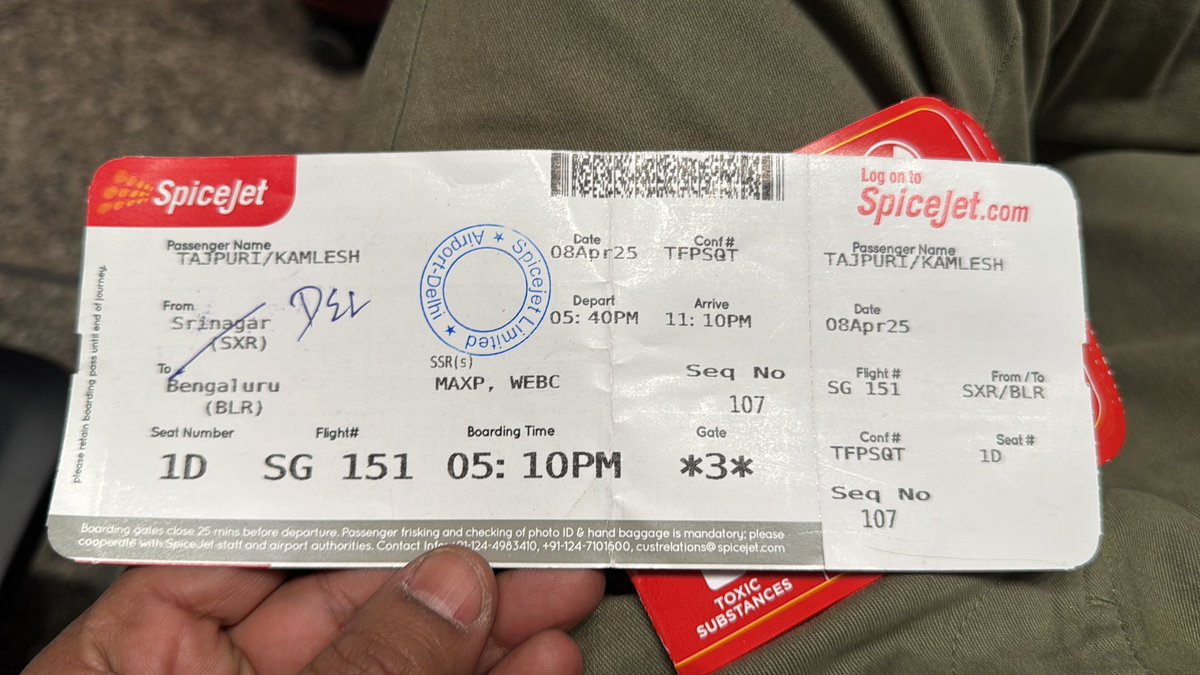 SpiceJet
Log on to
SpiceJet.com
please retain boarding pass until end of journey.
Passenger Name
TAJPURI/KAMLESH
From
Srinagar
(SXR)
DEL
To
Bengaluru
(BLR)
Spicejet Limited ★ Airport-Delhi ★
SSR(s)
MAXP, WEBC
Date
08Apr25
Conf #
TFPSQT
Depart
05:40PM
Arrive
11:10PM
Seq No
107
Seat Number
1D
Flight#
SG 151
Boarding Time
05:10PM
Gate
*3*
Passenger Name
TAJPURI/KAMLESH
Date
08Apr25
Flight #
SG 151
From/To
SXR/BLR
Conf #
TFPSQT
Seat #
1D
Seq No
107
Boarding gates close 25 mins before departure. Passenger frisking and checking of photo ID & hand baggage is mandatory; please
cooperate with SpiceJet staff and airport authorities. Contact Info: +91-124-4983410, +91-124-7101600, custrelations@spicejet.com
TOXIC
SUBSTANCES